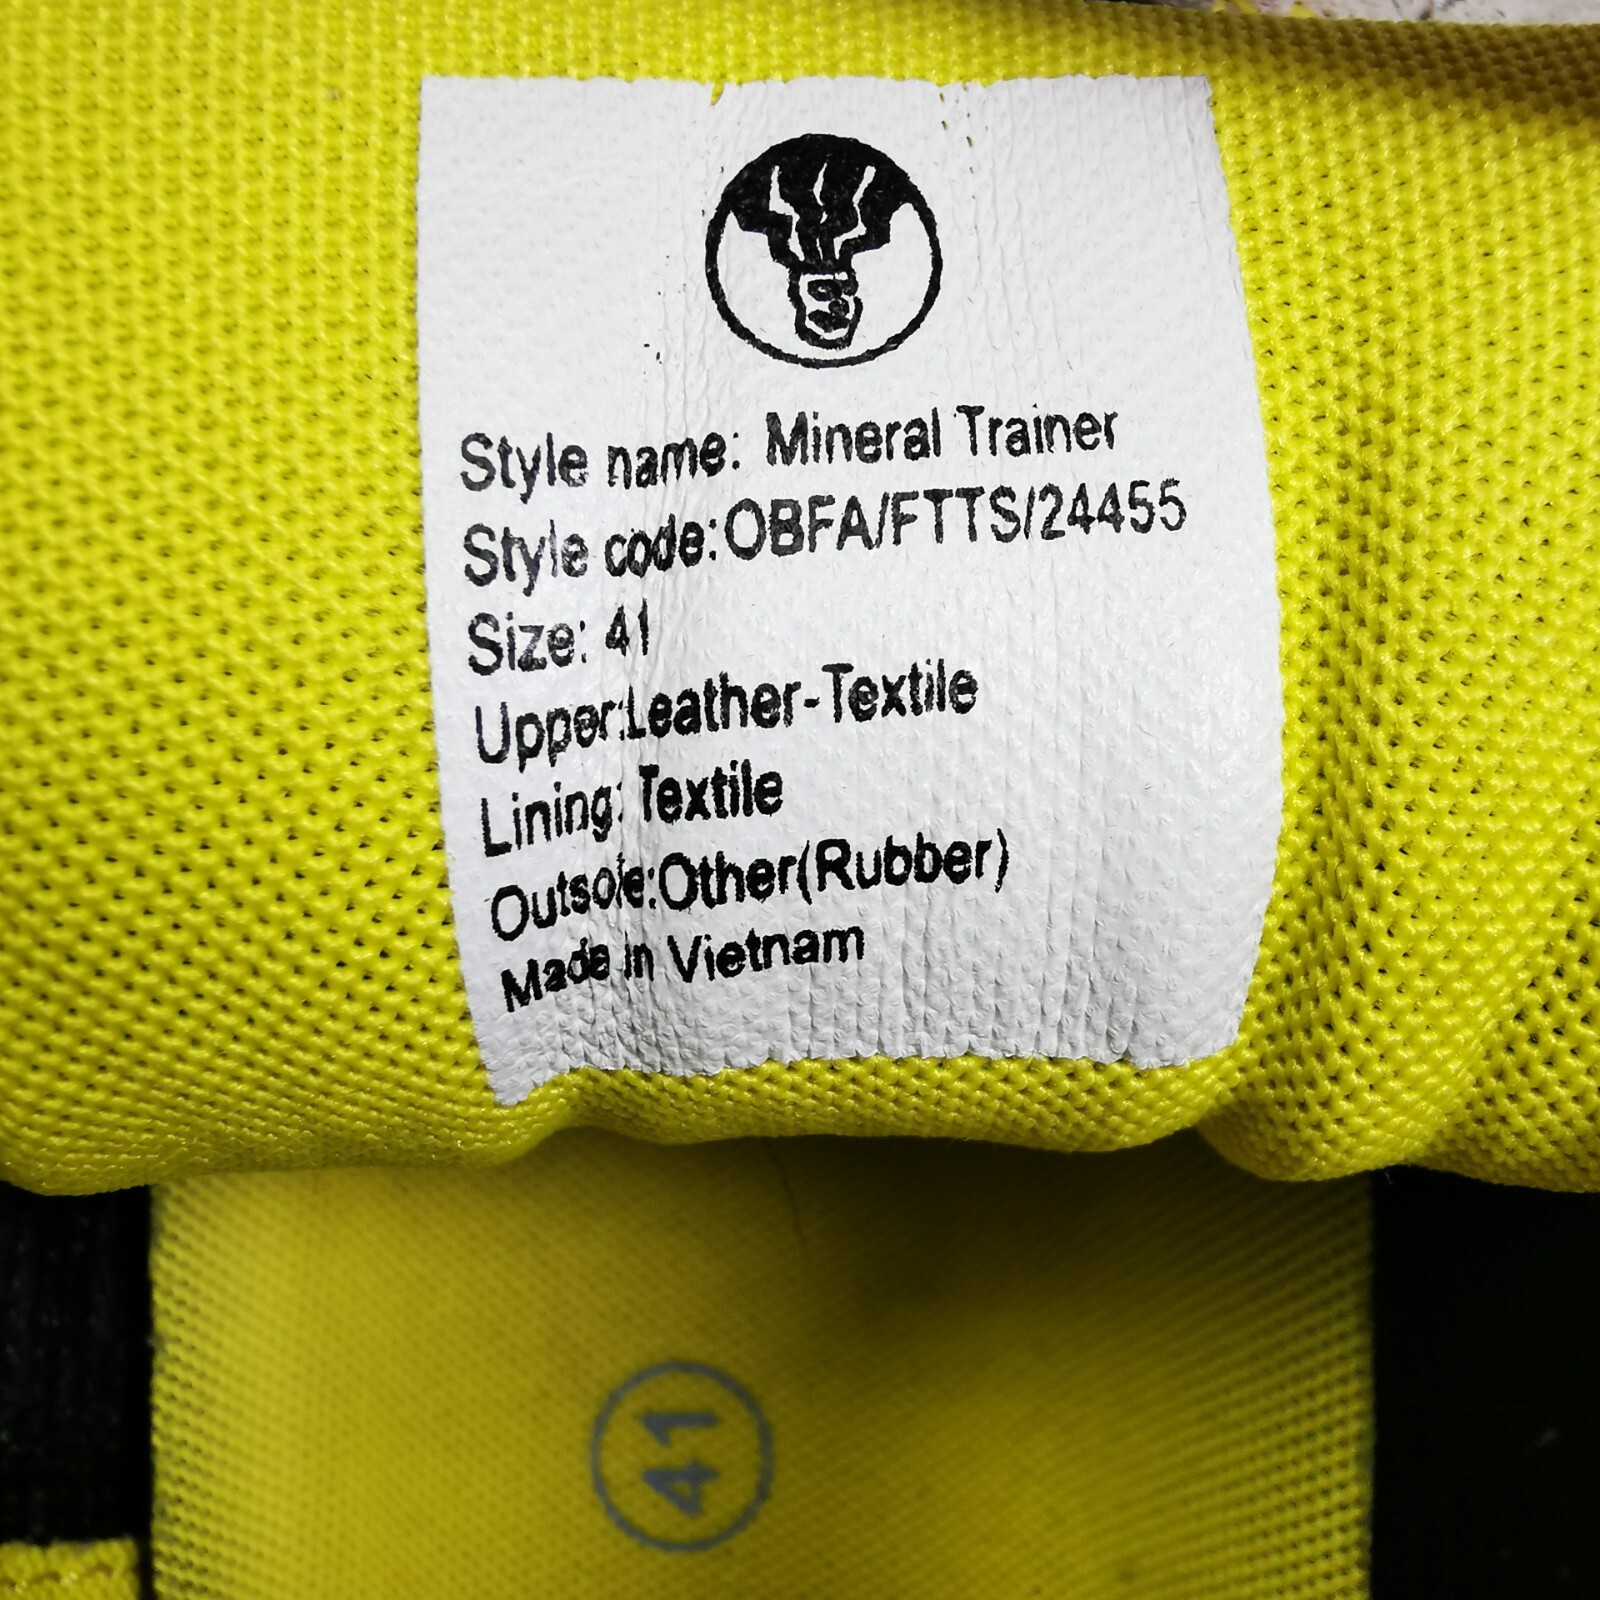 Style name: Mineral Trainer
Style code:OBFA/FTTS/24455
Size: 41
Upper:Leather-Textile
Lining: Textile
Outsole:Other(Rubber)
Made in Vietnam
41